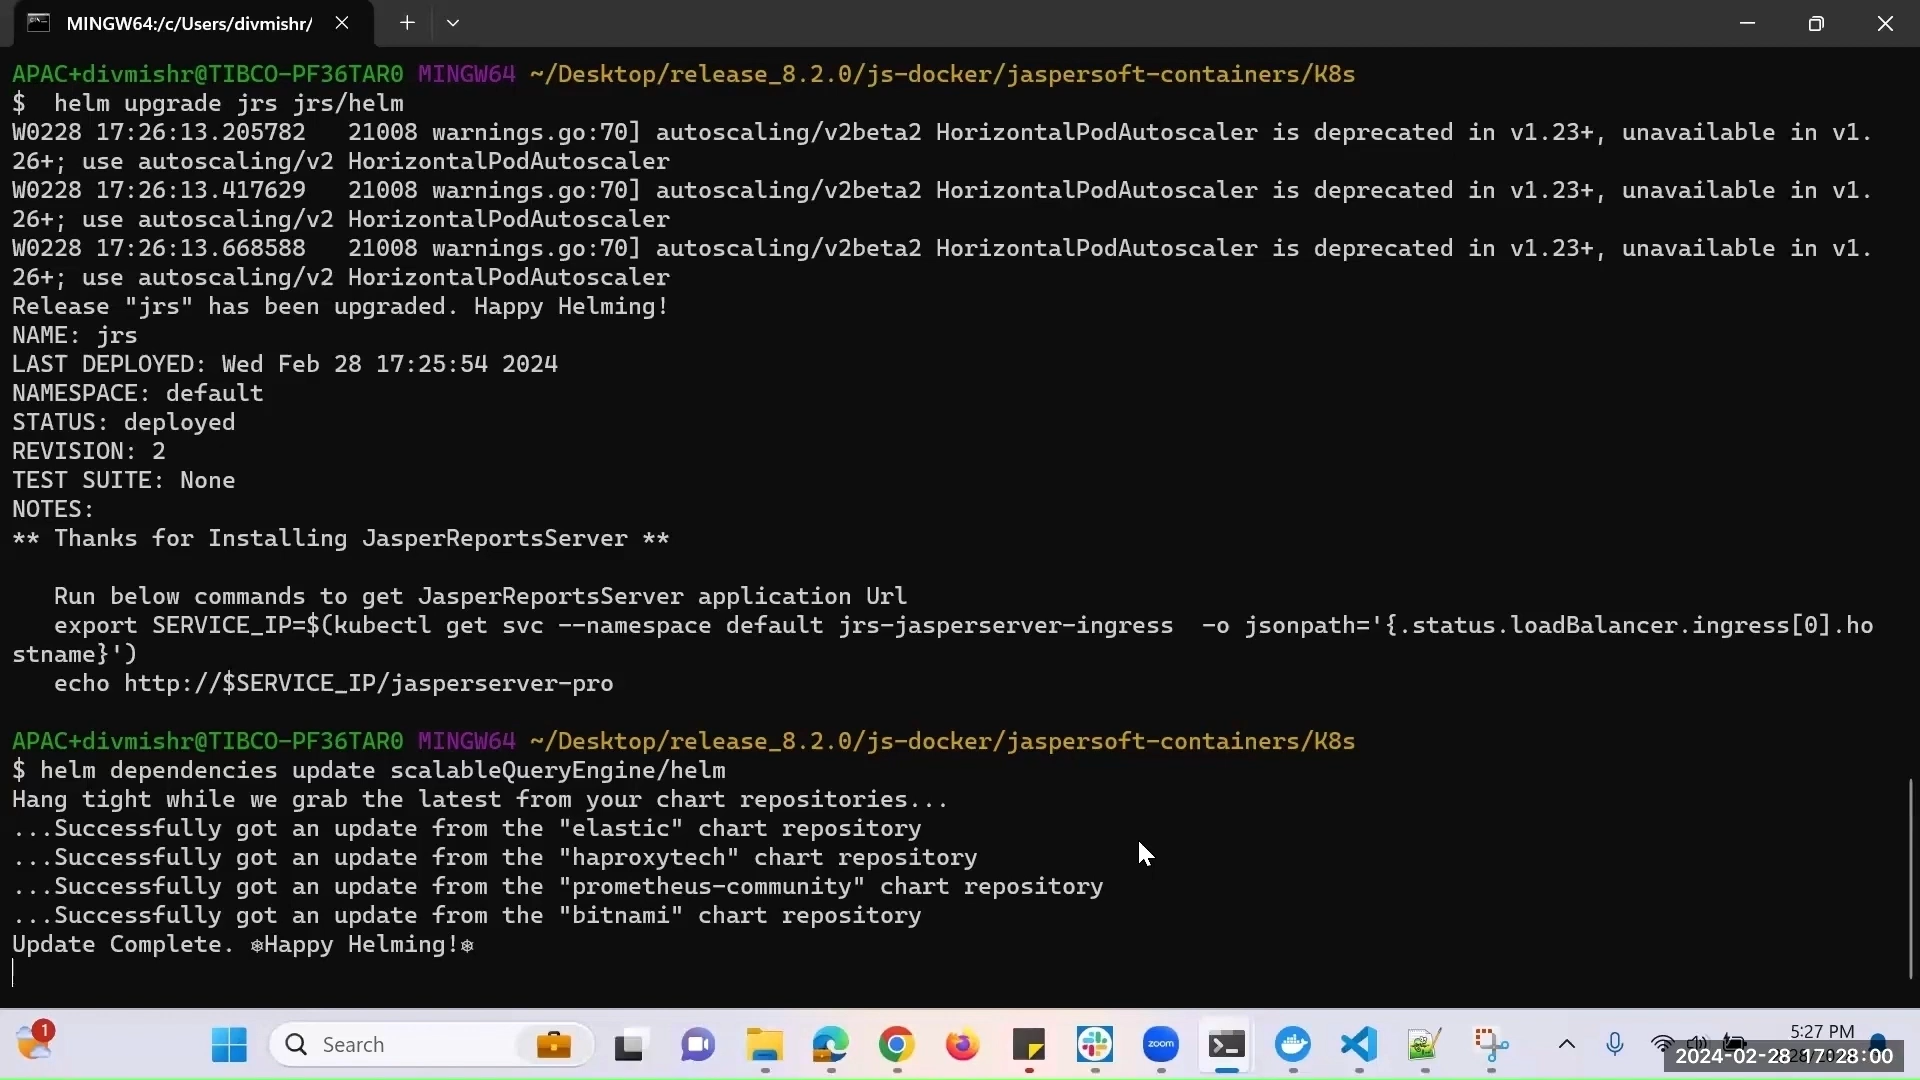 MINGW64:/c/Users/divmishr/
APAC+divmishr@TIBCO-PF36TAR0 MINGW64 ~/Desktop/release_8.2.0/js-docker/jaspersoft-containers/K8s
$  helm upgrade jrs jrs/helm
W0228 17:26:13.205782   21008 warnings.go:70] autoscaling/v2beta2 HorizontalPodAutoscaler is deprecated in v1.23+, unavailable in v1.
26+; use autoscaling/v2 HorizontalPodAutoscaler
W0228 17:26:13.417629   21008 warnings.go:70] autoscaling/v2beta2 HorizontalPodAutoscaler is deprecated in v1.23+, unavailable in v1.
26+; use autoscaling/v2 HorizontalPodAutoscaler
W0228 17:26:13.668588   21008 warnings.go:70] autoscaling/v2beta2 HorizontalPodAutoscaler is deprecated in v1.23+, unavailable in v1.
26+; use autoscaling/v2 HorizontalPodAutoscaler
Release "jrs" has been upgraded. Happy Helming!
NAME: jrs
LAST DEPLOYED: Wed Feb 28 17:25:54 2024
NAMESPACE: default
STATUS: deployed
REVISION: 2
TEST SUITE: None
NOTES:
** Thanks for Installing JasperReportsServer **
Run below commands to get JasperReportsServer application Url
export SERVICE_IP=$(kubectl get svc --namespace default jrs-jasperserver-ingress  -o jsonpath='{.status.loadBalancer.ingress[0].ho
stname}')
echo http://$SERVICE_IP/jasperserver-pro
APAC+divmishr@TIBCO-PF36TAR0 MINGW64 ~/Desktop/release_8.2.0/js-docker/jaspersoft-containers/K8s
$ helm dependencies update scalableQueryEngine/helm
Hang tight while we grab the latest from your chart repositories...
...Successfully got an update from the "elastic" chart repository
...Successfully got an update from the "haproxytech" chart repository
...Successfully got an update from the "prometheus-community" chart repository
...Successfully got an update from the "bitnami" chart repository
Update Complete. ⎈Happy Helming!⎈
1
Search
zoom
5:27 PM
2024-02-28 17:28:00